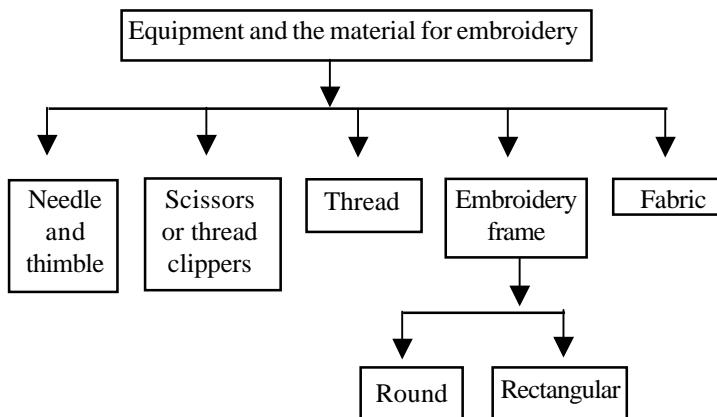 Equipment and the material for embroidery
Needle
and
thimble
Scissors
or thread
clippers
Thread
Embroidery
frame
Fabric
Round
Rectangular